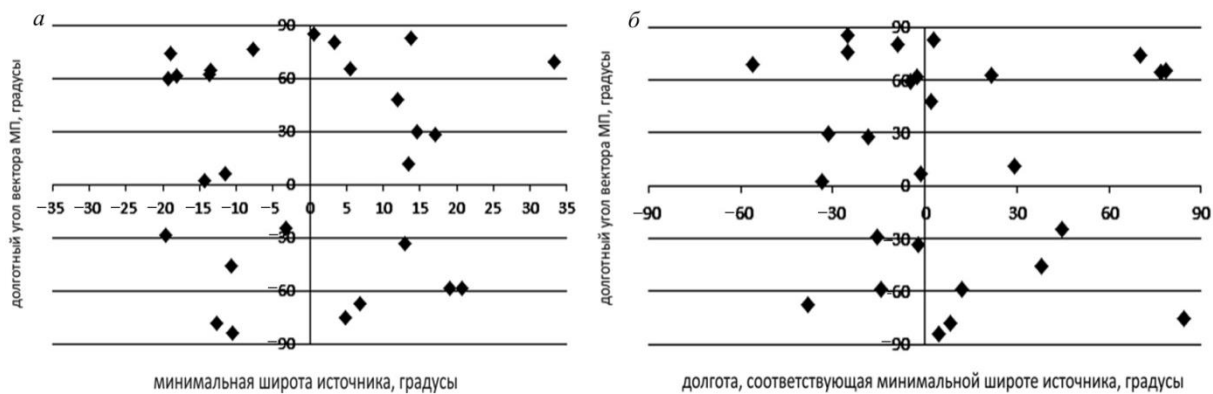 а
90
60
30
0
−30
−60
−90
−35 −30 −25 −20 −15 −10 −5 0 5 10 15 20 25 30 35
долготный угол вектора МП, градусы
минимальная широта источника, градусы
б
90
60
30
0
−30
−60
−90
−90 −60 −30 0 30 60 90
долготный угол вектора МП, градусы
долгота, соответствующая минимальной широте источника, градусы